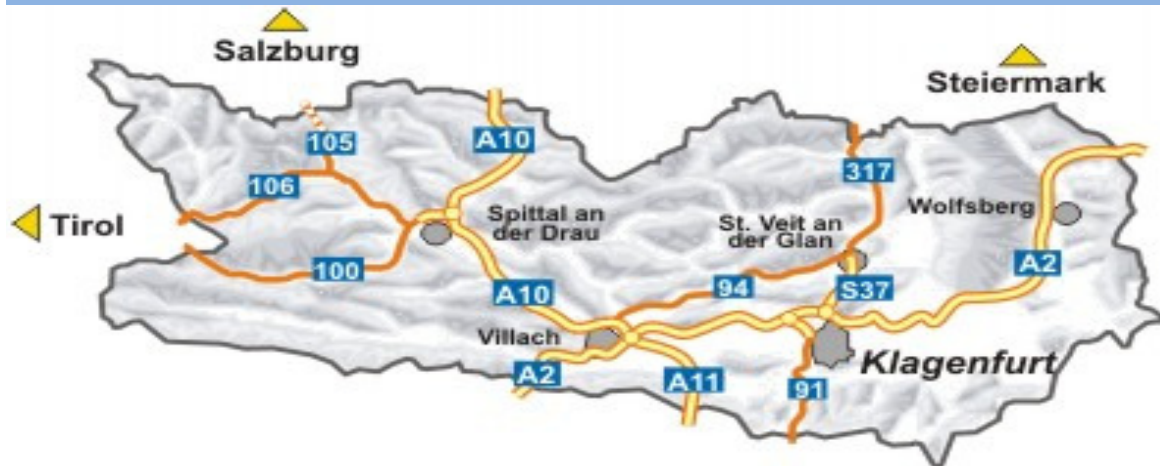 Salzburg
Steiermark
105
A10
317
106
Wolfsberg
Tirol
Spittal an
der Drau
St. Veit an
der Glan
100
A2
A10
94
S37
Villach
Klagenfurt
A2
A11
91